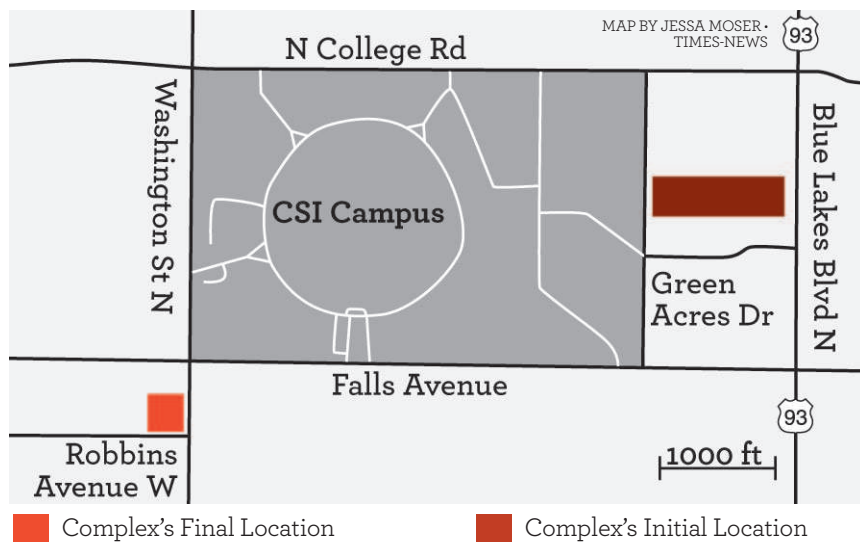 MAP BY JESSA MOSER •
TIMES-NEWS
93
N College Rd
Washington St N
Blue Lakes Blvd N
CSI Campus
Green
Acres Dr
Falls Avenue
93
Robbins
Avenue W
1000 ft
Complex's Final Location
Complex's Initial Location